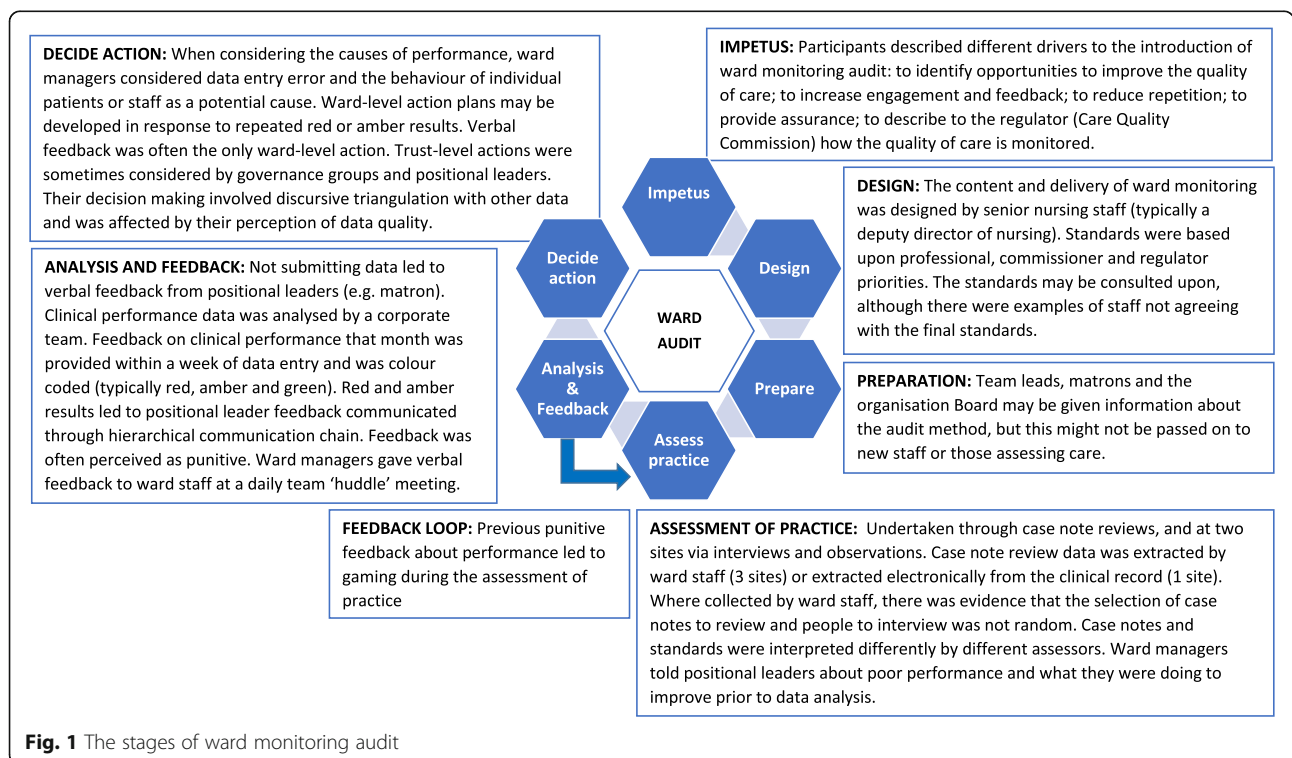 DECIDE ACTION: When considering the causes of performance, ward
managers considered data entry error and the behaviour of individual
patients or staff as a potential cause. Ward-level action plans may be
developed in response to repeated red or amber results. Verbal
feedback was often the only ward-level action. Trust-level actions were
sometimes considered by governance groups and positional leaders.
Their decision making involved discursive triangulation with other data
and was affected by their perception of data quality.
IMPETUS: Participants described different drivers to the introduction of
ward monitoring audit: to identify opportunities to improve the quality
of care; to increase engagement and feedback; to reduce repetition; to
provide assurance; to describe to the regulator (Care Quality
Commission) how the quality of care is monitored.
DESIGN: The content and delivery of ward monitoring
was designed by senior nursing staff (typically a
deputy director of nursing). Standards were based
upon professional, commissioner and regulator
priorities. The standards may be consulted upon,
although there were examples of staff not agreeing
with the final standards.
ANALYSIS AND FEEDBACK: Not submitting data led to
verbal feedback from positional leaders (e.g. matron).
Clinical performance data was analysed by a corporate
team. Feedback on clinical performance that month was
provided within a week of data entry and was colour
coded (typically red, amber and green). Red and amber
results led to positional leader feedback communicated
through hierarchical communication chain. Feedback was
often perceived as punitive. Ward managers gave verbal
feedback to ward staff at a daily team ‘huddle’ meeting.
Impetus
Decide
action
Design
WARD
AUDIT
Analysis
&
Feedback
Prepare
Assess
practice
PREPARATION: Team leads, matrons and the
organisation Board may be given information about
the audit method, but this might not be passed on to
new staff or those assessing care.
FEEDBACK LOOP: Previous punitive
feedback about performance led to
gaming during the assessment of
practice
ASSESSMENT OF PRACTICE: Undertaken through case note reviews, and at two
sites via interviews and observations. Case note review data was extracted by
ward staff (3 sites) or extracted electronically from the clinical record (1 site).
Where collected by ward staff, there was evidence that the selection of case
notes to review and people to interview was not random. Case notes and
standards were interpreted differently by different assessors. Ward managers
told positional leaders about poor performance and what they were doing to
improve prior to data analysis.
Fig. 1 The stages of ward monitoring audit